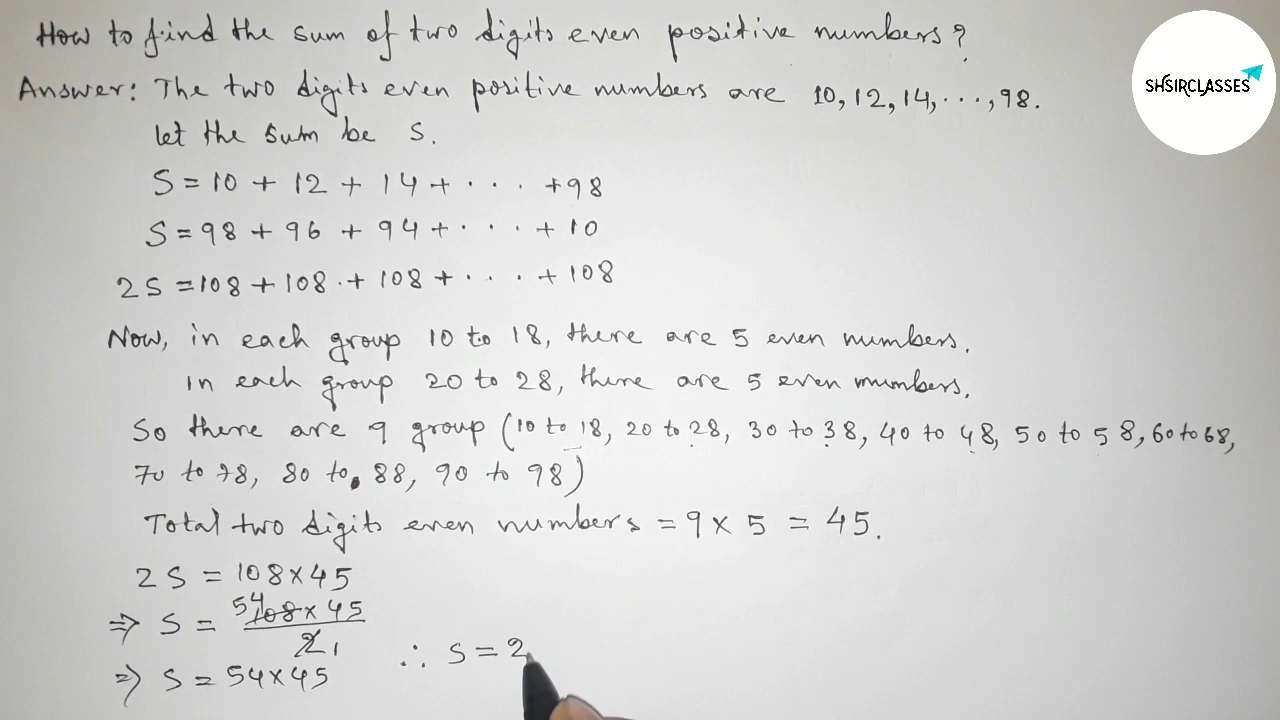 How to find the sum of two digits even positive numbers?
SHSIRCLASSES
Answer: The two digits even positive numbers are 10, 12, 14, ..., 98.
let the sum be S.
S = 10 + 12 + 14 + . . . . + 98
S = 98 + 96 + 94 + . . . . + 10
2S = 108 + 108 + 108 + . . . . + 108
Now, in each group 10 to 18, there are 5 even numbers.
In each group 20 to 28, there are 5 even numbers.
So there are 9 group (10 to 18, 20 to 28, 30 to 38, 40 to 48, 50 to 58, 60 to 68,
70 to 78, 80 to 88, 90 to 98)
Total two digits even numbers = 9 × 5 = 45.
2S = 108 × 45
⇒ S = 54 108 × 45
2 1
⇒ S = 54 × 45
∴ S = 2